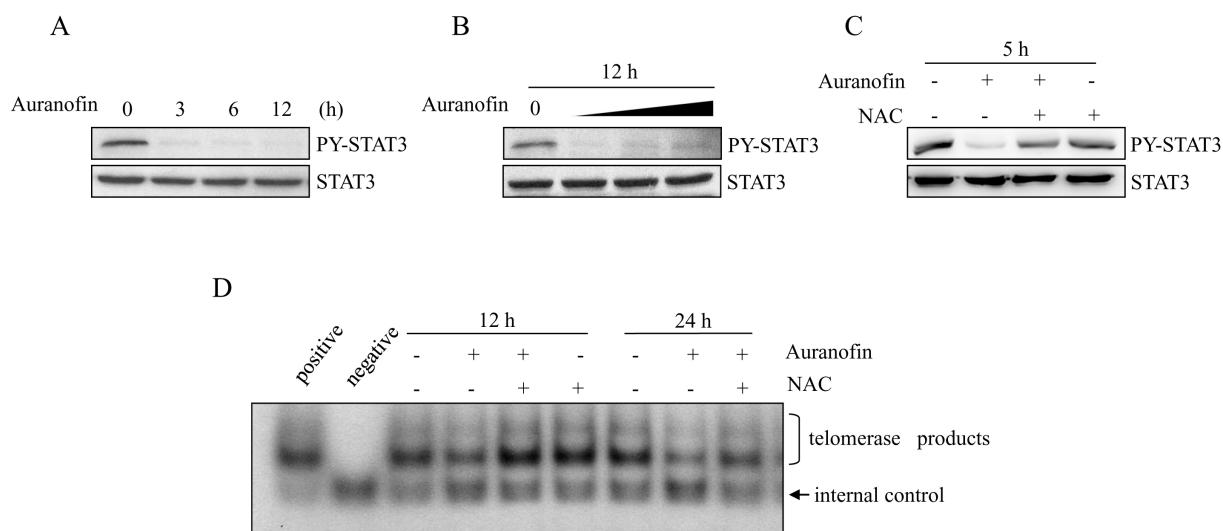 A
Auranofin 0 3 6 12 (h)
PY-STAT3
STAT3
B
12 h
Auranofin 0
PY-STAT3
STAT3
C
5 h
Auranofin - + + -
NAC - - + +
PY-STAT3
STAT3
D
positive negative 12 h 24 h
- + + - - + + Auranofin
- - + + - - + NAC
telomerase products
internal control